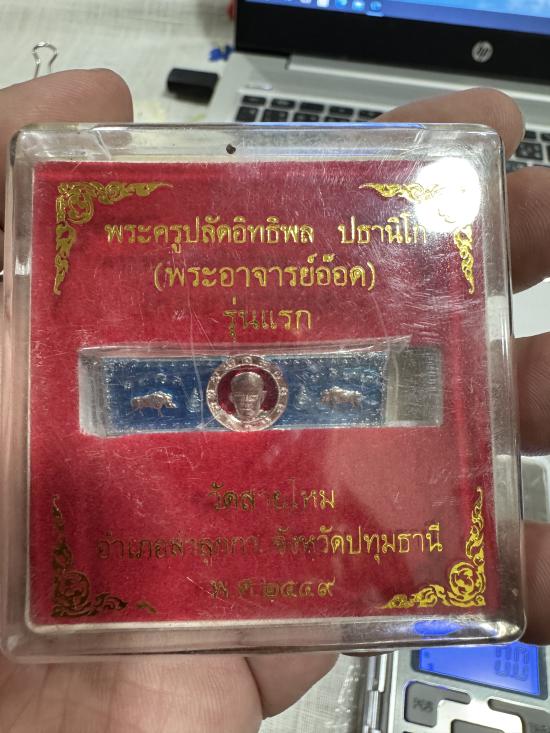 พระครูปลัดอิทธิพล ปธานิโก
(พระอาจารย์อ๊อด)
รุ่นแรก
วัดสายไหม
อำเภอลำลูกกา จังหวัดปทุมธานี
พ.ศ.๒๕๕๙
hp
PCS